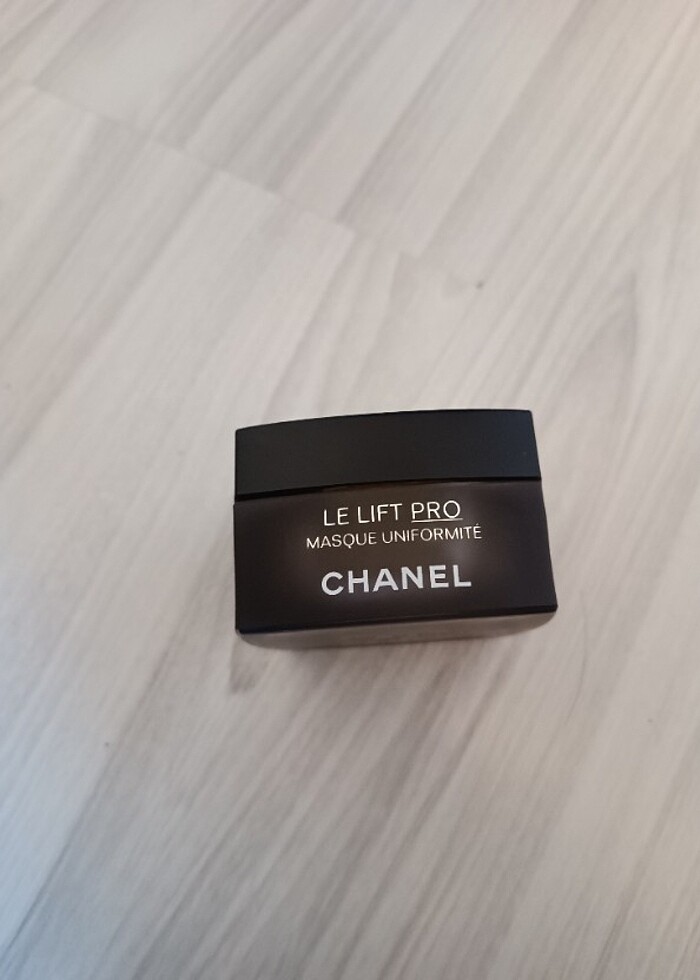 LE LIFT PRO
MASQUE UNIFORMITÉ
CHANEL